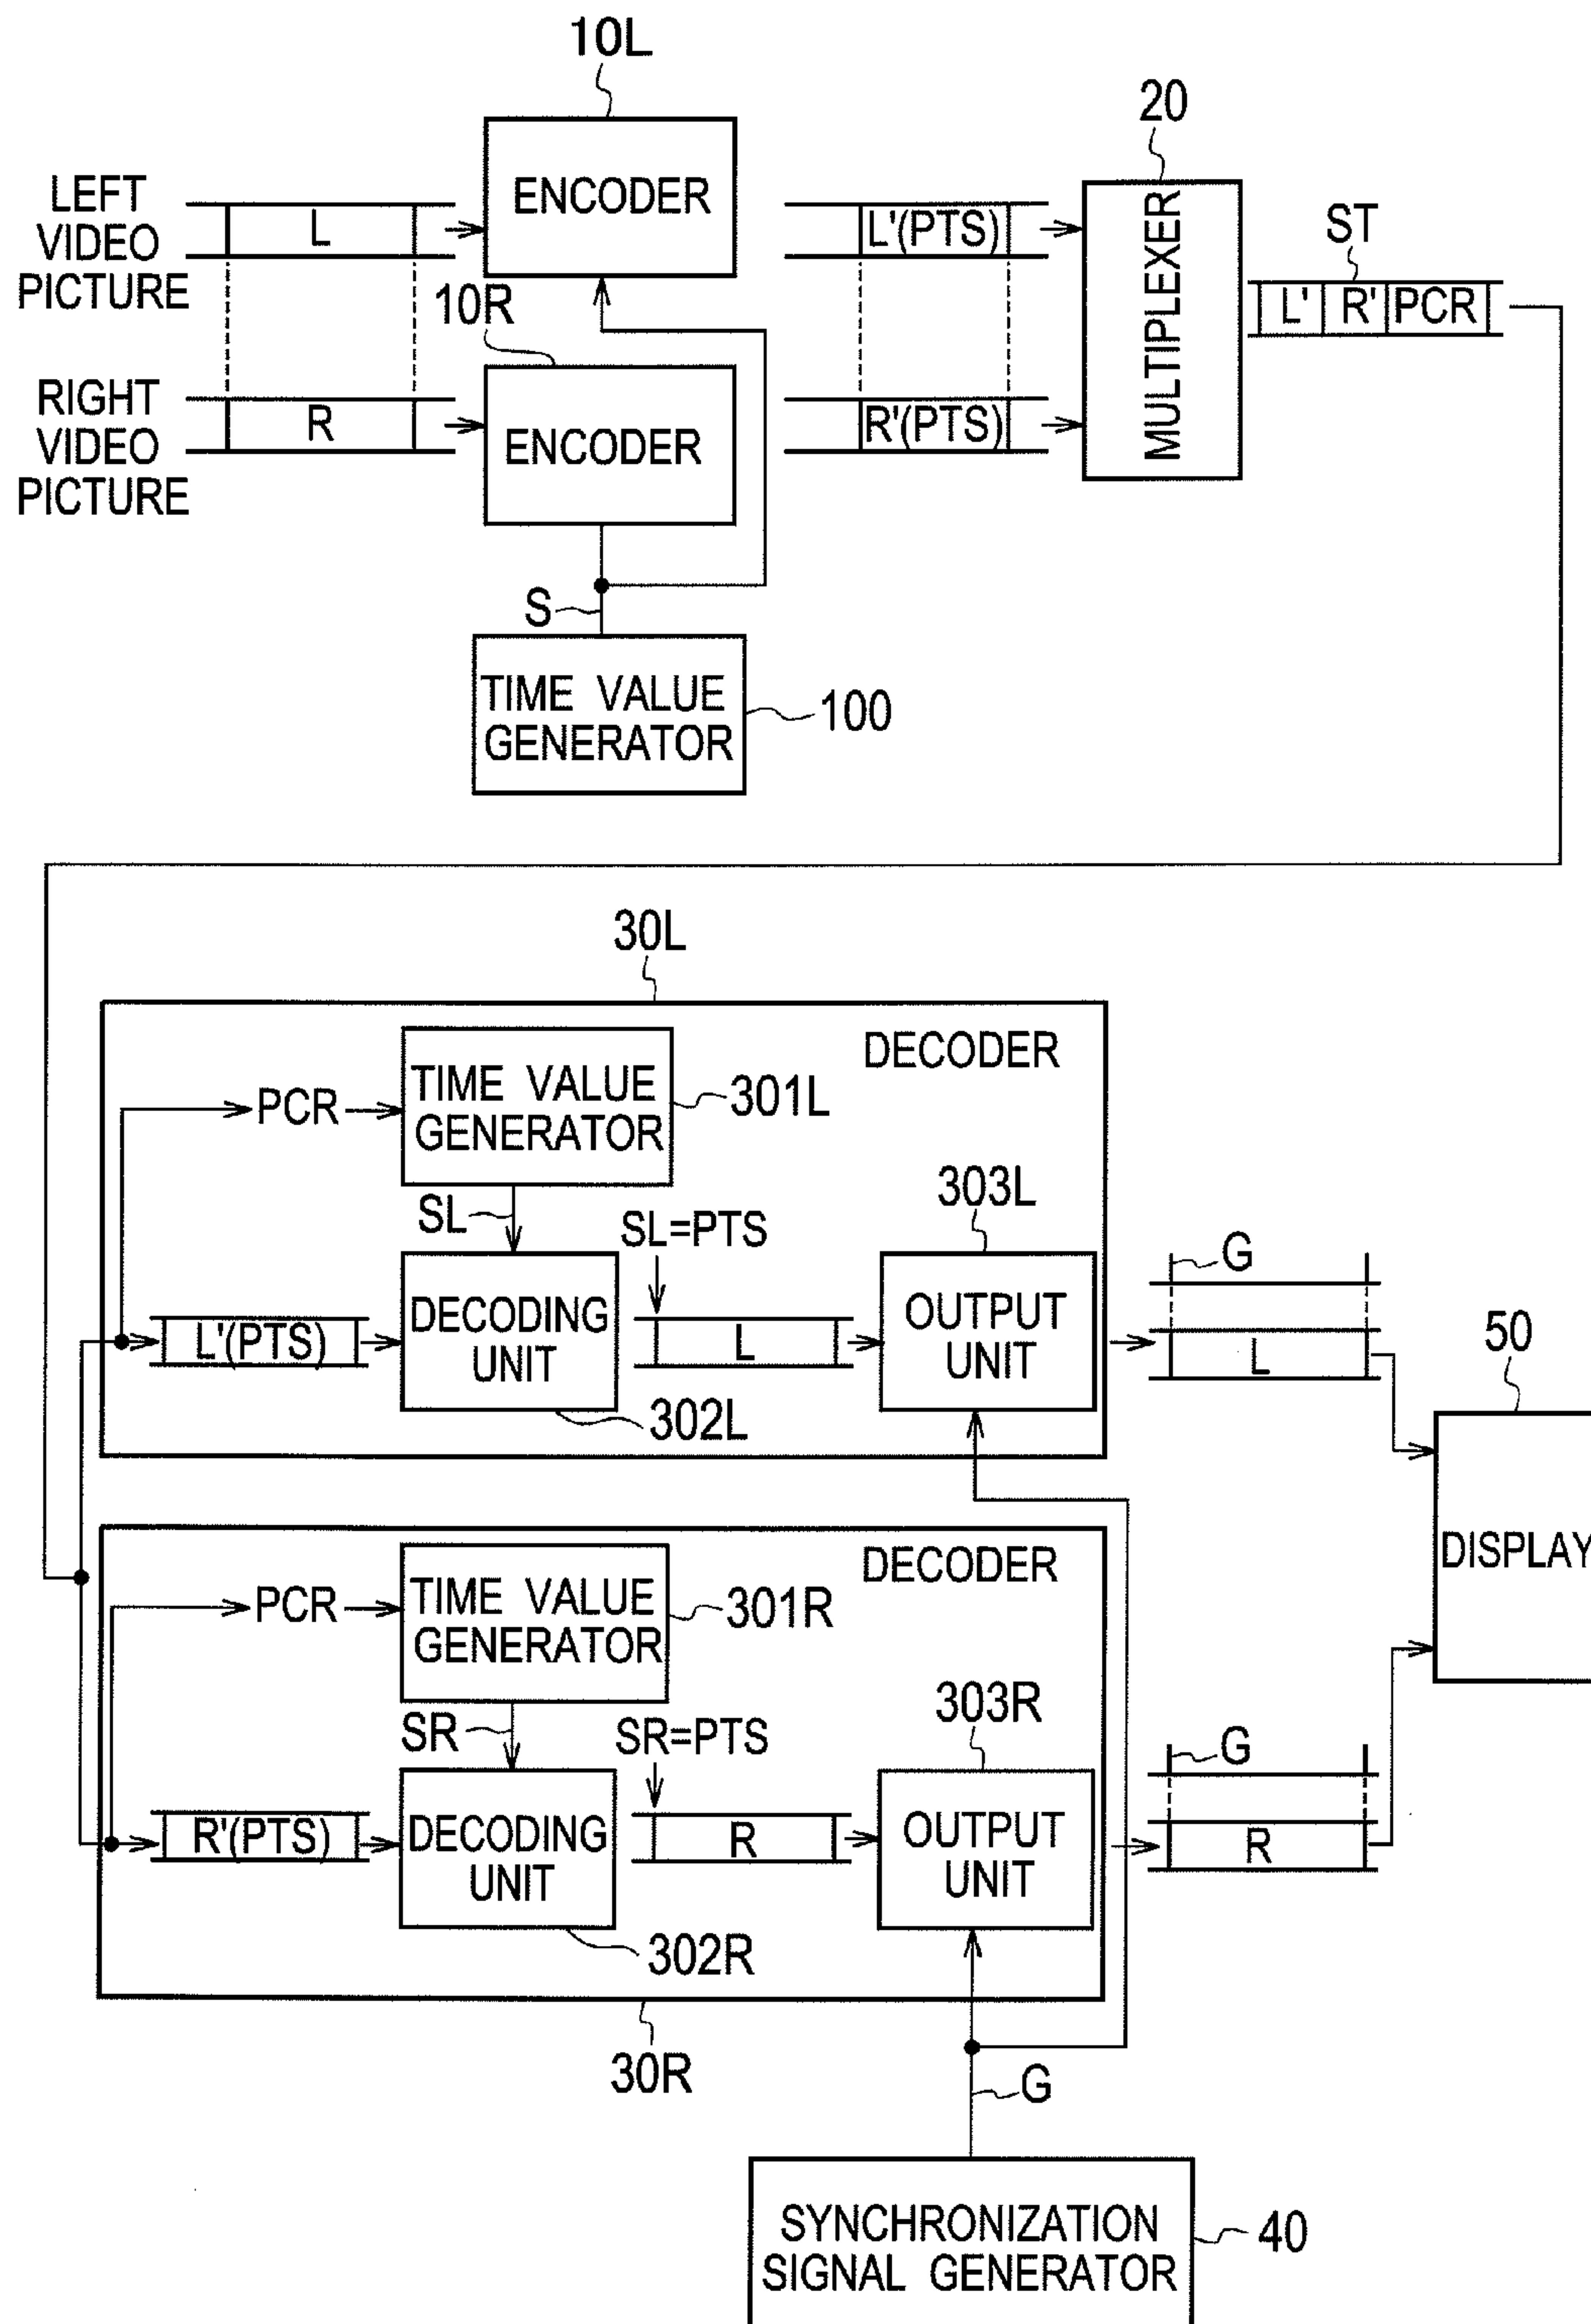 10L
20
LEFT
VIDEO
PICTURE
L
ENCODER
L'(PTS)
MULTIPLEXER
ST
L' R' PCR
10R
RIGHT
VIDEO
PICTURE
R
ENCODER
R'(PTS)
S
TIME VALUE
GENERATOR
100
30L
DECODER
PCR
TIME VALUE
GENERATOR
301L
SL
SL=PTS
303L
L'(PTS)
DECODING
UNIT
L
OUTPUT
UNIT
G
L
302L
50
DISPLAY
DECODER
PCR
TIME VALUE
GENERATOR
301R
SR
SR=PTS
303R
R'(PTS)
DECODING
UNIT
R
OUTPUT
UNIT
G
R
302R
30R
G
SYNCHRONIZATION
SIGNAL GENERATOR
40